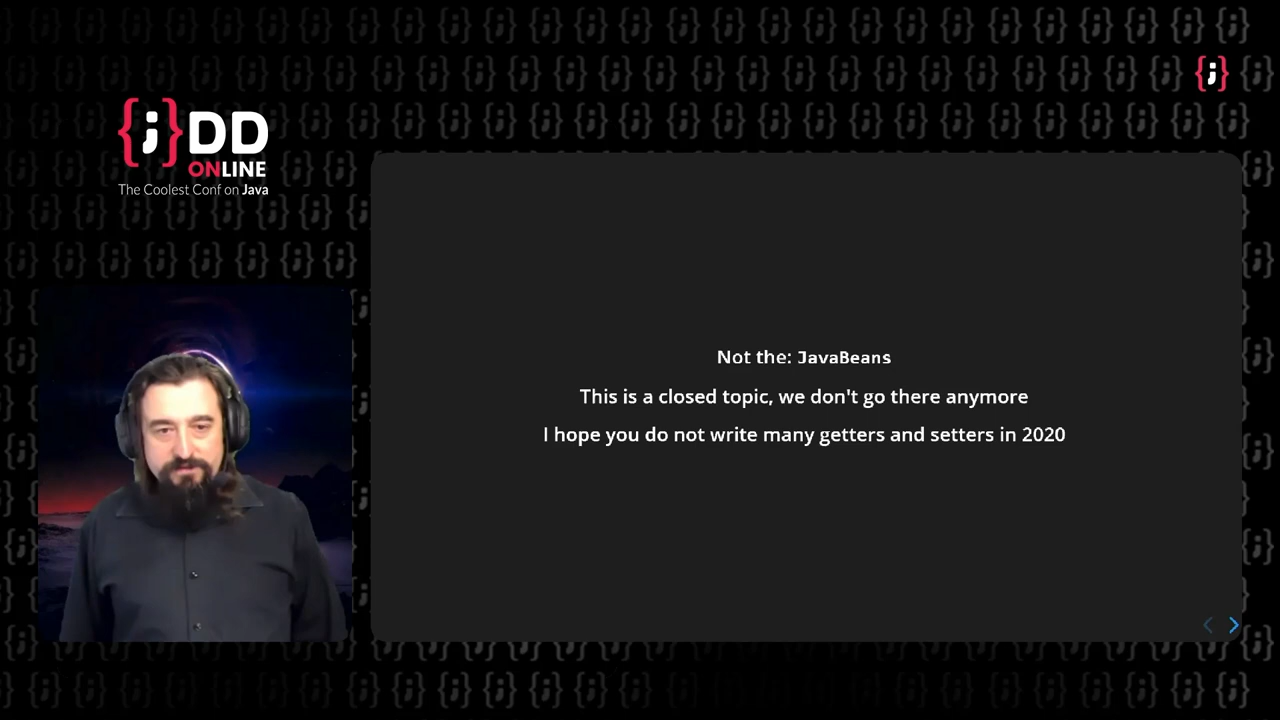 {;}DD
ONLINE
The Coolest Conf on Java
{;}
Not the: JavaBeans
This is a closed topic, we don't go there anymore
I hope you do not write many getters and setters in 2020